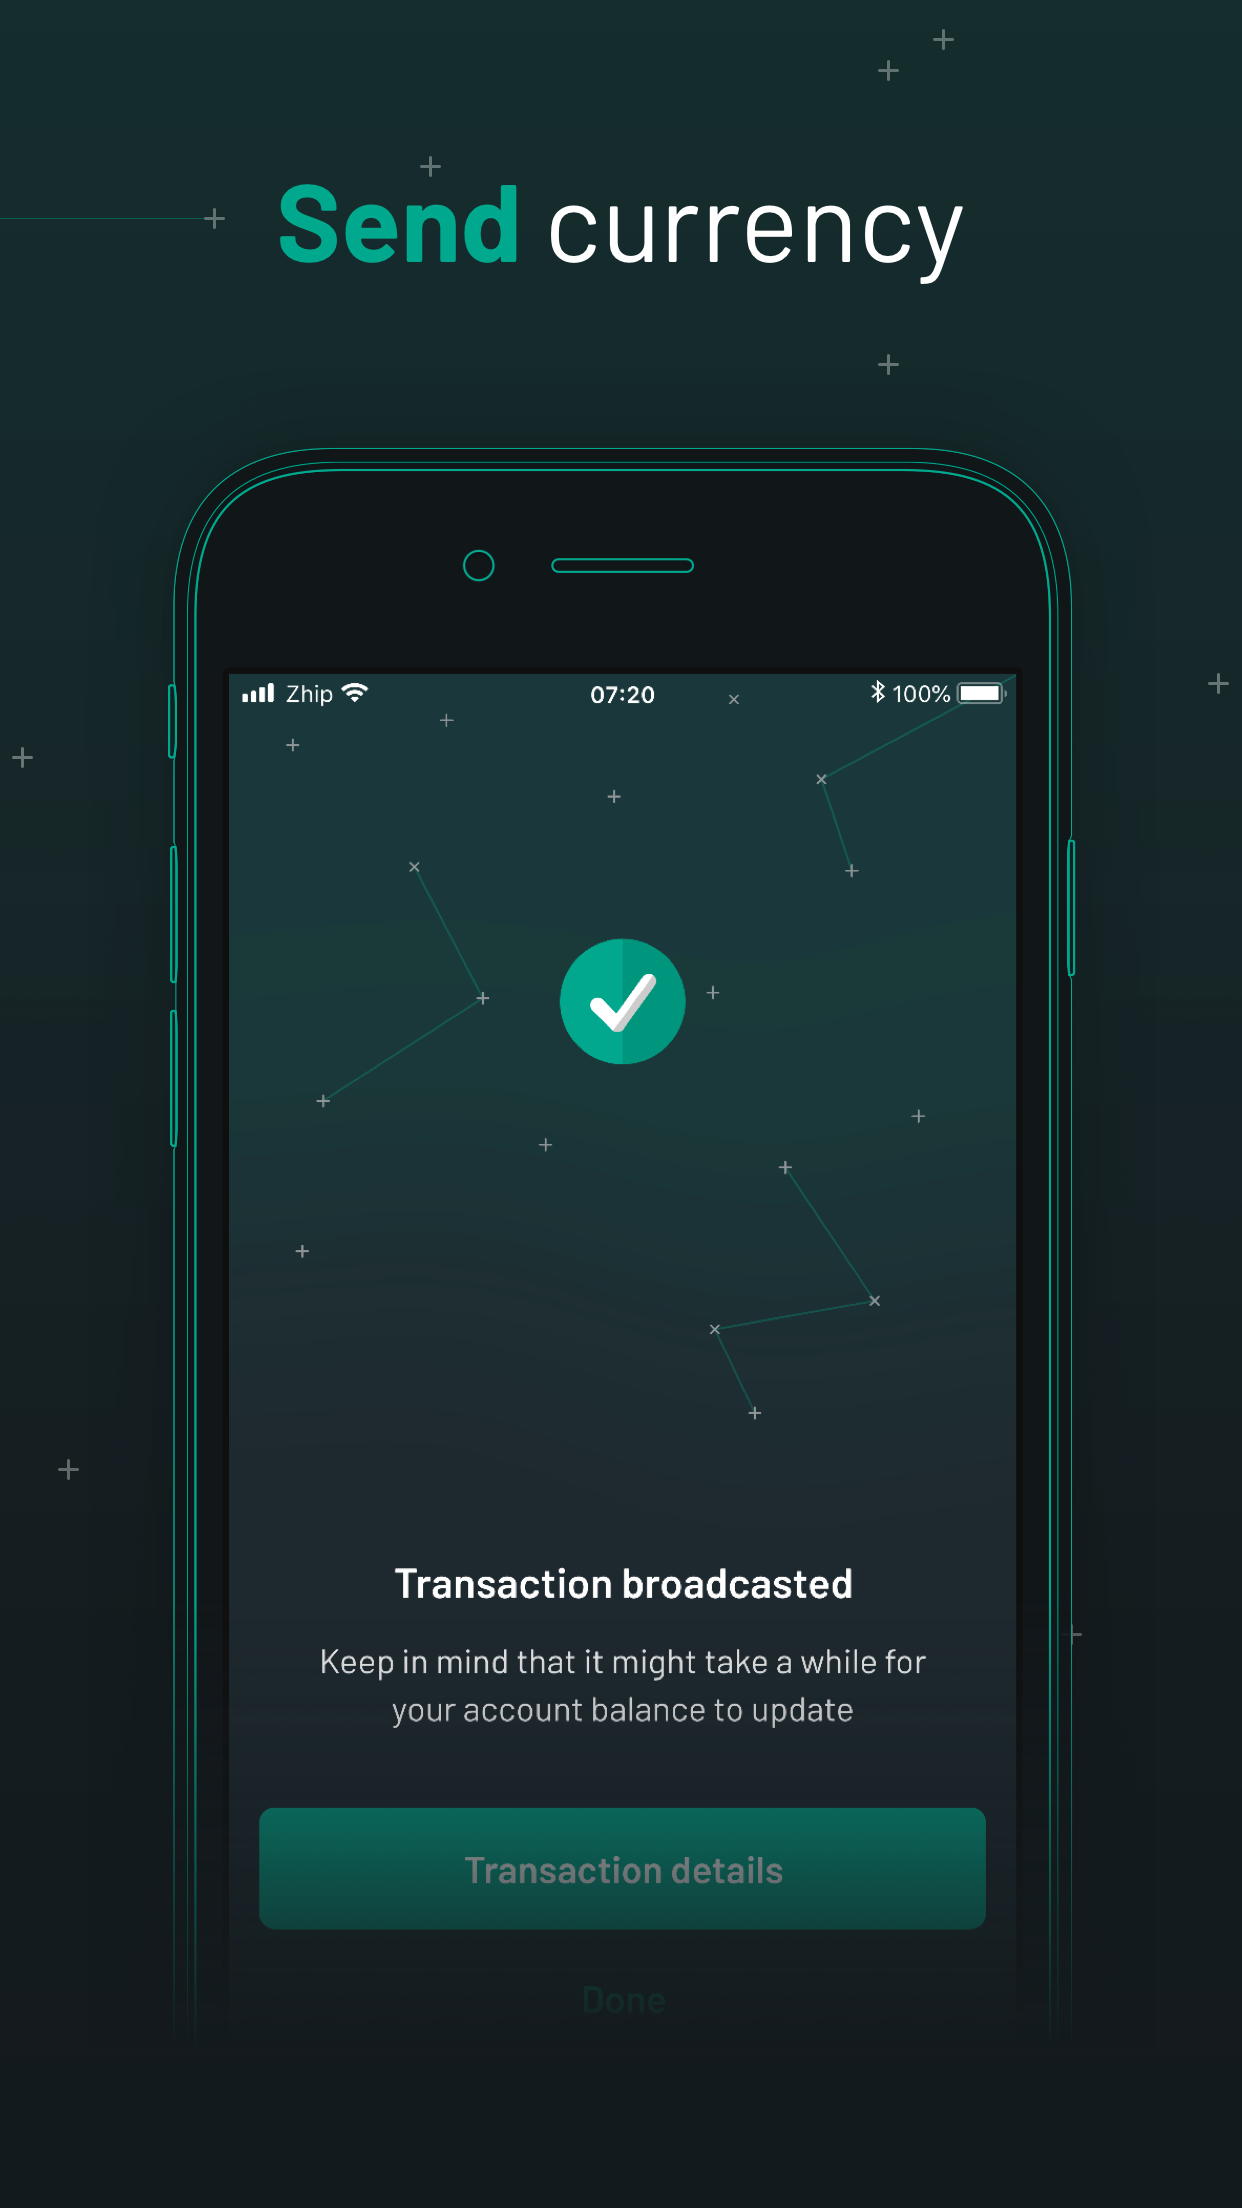 Send currency
Zhip 07:20 100%
Transaction broadcasted
Keep in mind that it might take a while for
your account balance to update
Transaction details
Done